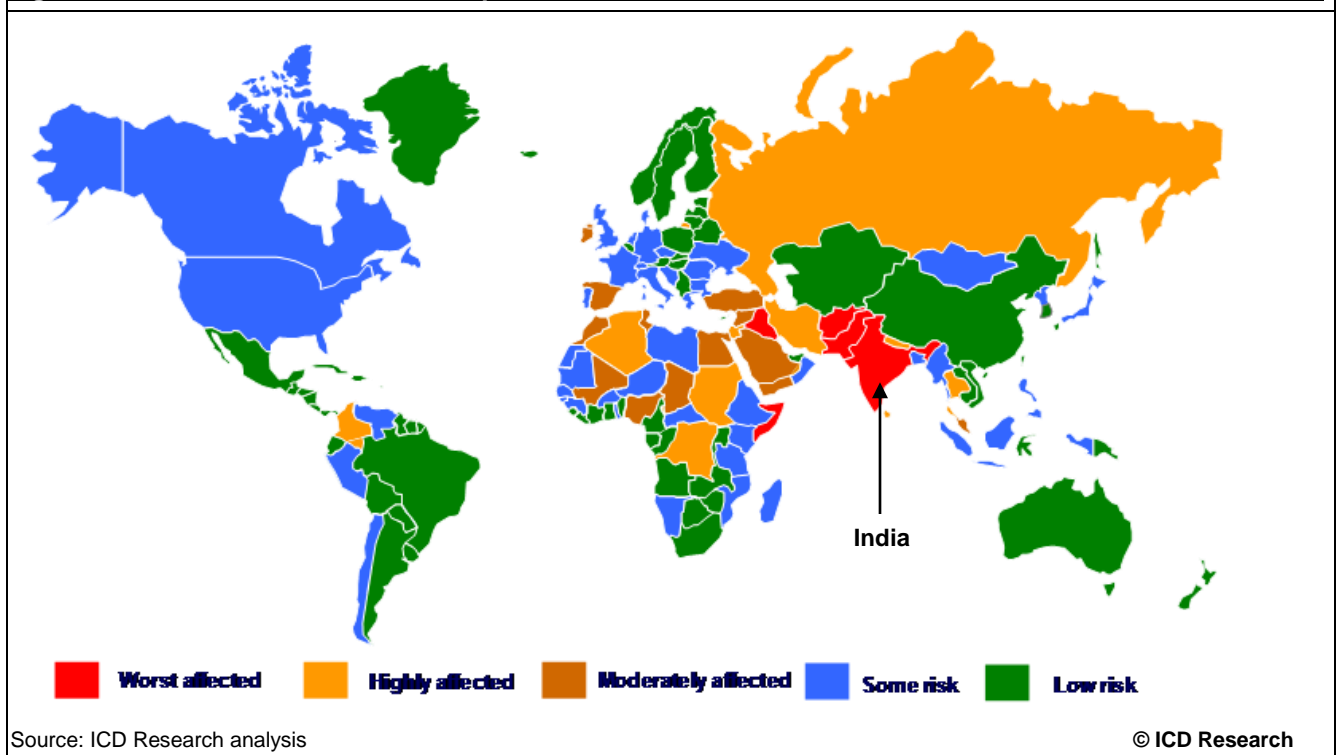 India
Worst affected
Highly affected
Moderately affected
Some risk
Low risk
Source: ICD Research analysis
© ICD Research